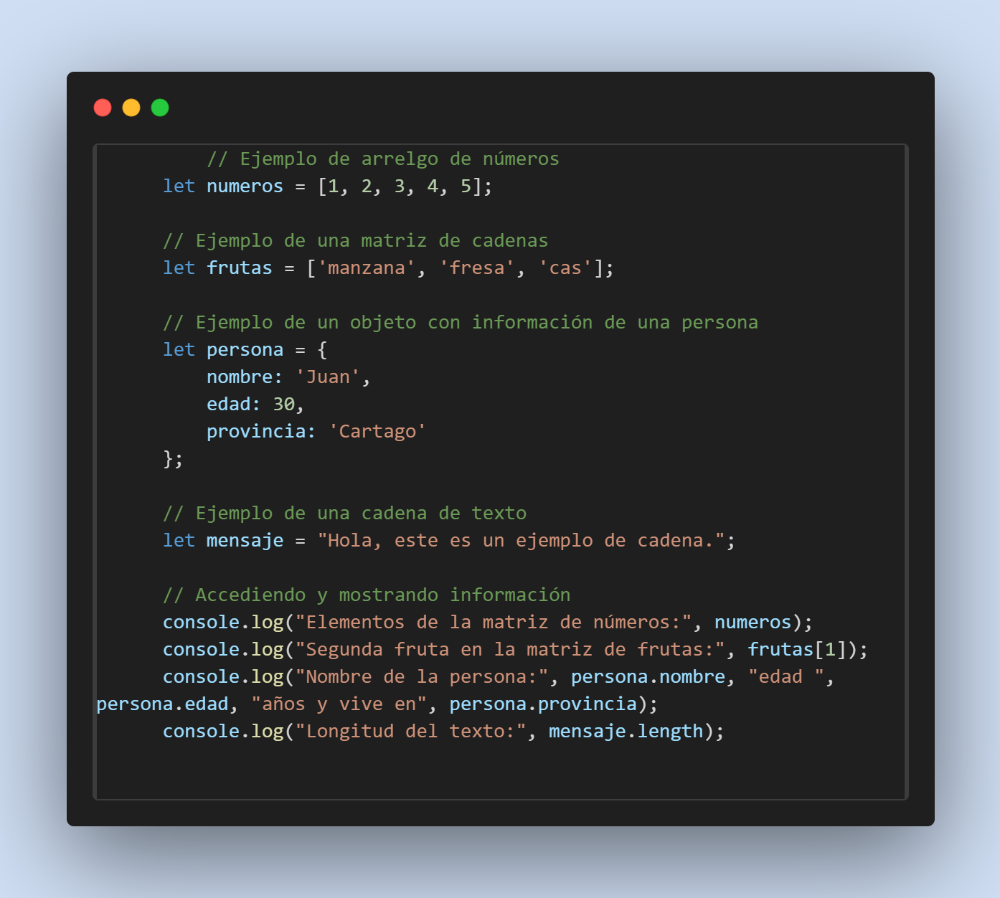 // Ejemplo de arrelgo de números
let numeros = [1, 2, 3, 4, 5];
// Ejemplo de una matriz de cadenas
let frutas = ['manzana', 'fresa', 'cas'];
// Ejemplo de un objeto con información de una persona
let persona = {
nombre: 'Juan',
edad: 30,
provincia: 'Cartago'
};
// Ejemplo de una cadena de texto
let mensaje = "Hola, este es un ejemplo de cadena.";
// Accediendo y mostrando información
console.log("Elementos de la matriz de números:", numeros);
console.log("Segunda fruta en la matriz de frutas:", frutas[1]);
console.log("Nombre de la persona:", persona.nombre, "edad ",
persona.edad, "años y vive en", persona.provincia);
console.log("Longitud del texto:", mensaje.length);